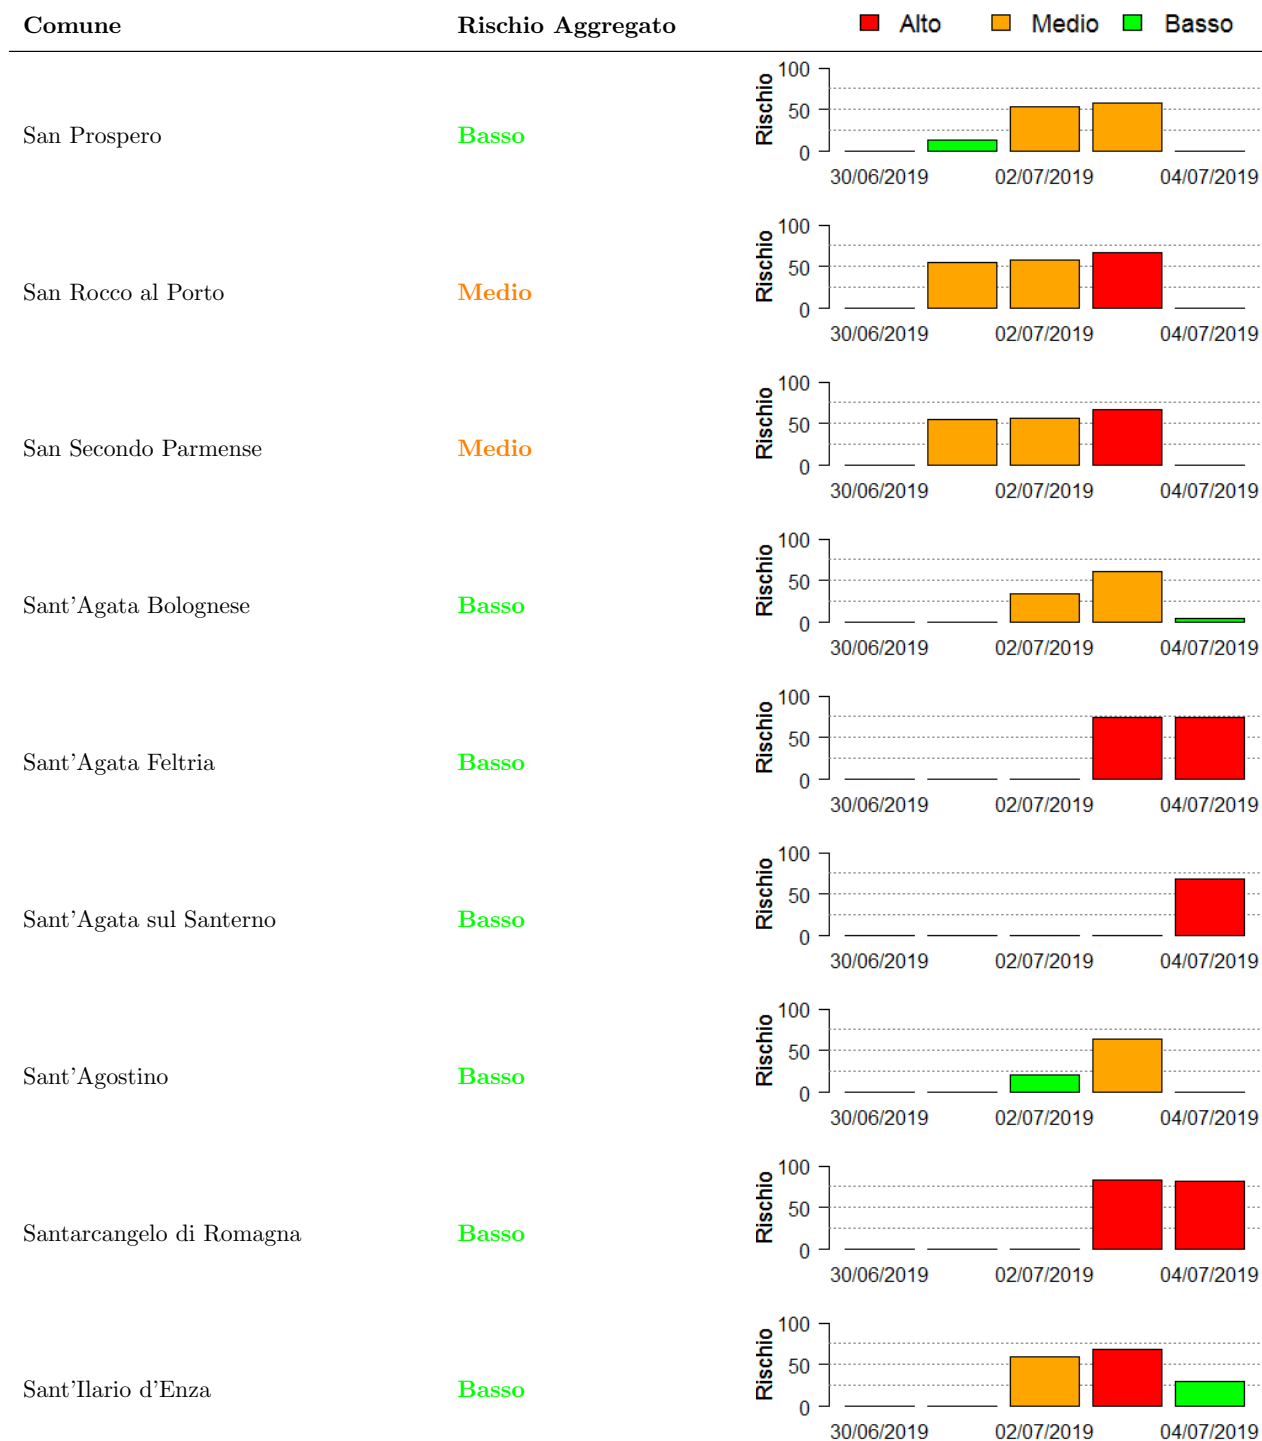 Comune Rischio Aggregato Alto Medio Basso
San Prospero Basso Rischio 100 50 0
30/06/2019 02/07/2019 04/07/2019
San Rocco al Porto Medio Rischio 100 50 0
30/06/2019 02/07/2019 04/07/2019
San Secondo Parmense Medio Rischio 100 50 0
30/06/2019 02/07/2019 04/07/2019
Sant'Agata Bolognese Basso Rischio 100 50 0
30/06/2019 02/07/2019 04/07/2019
Sant'Agata Feltria Basso Rischio 100 50 0
30/06/2019 02/07/2019 04/07/2019
Sant'Agata sul Santerno Basso Rischio 100 50 0
30/06/2019 02/07/2019 04/07/2019
Sant'Agostino Basso Rischio 100 50 0
30/06/2019 02/07/2019 04/07/2019
Santarcangelo di Romagna Basso Rischio 100 50 0
30/06/2019 02/07/2019 04/07/2019
Sant'Ilario d'Enza Basso Rischio 100 50 0
30/06/2019 02/07/2019 04/07/2019